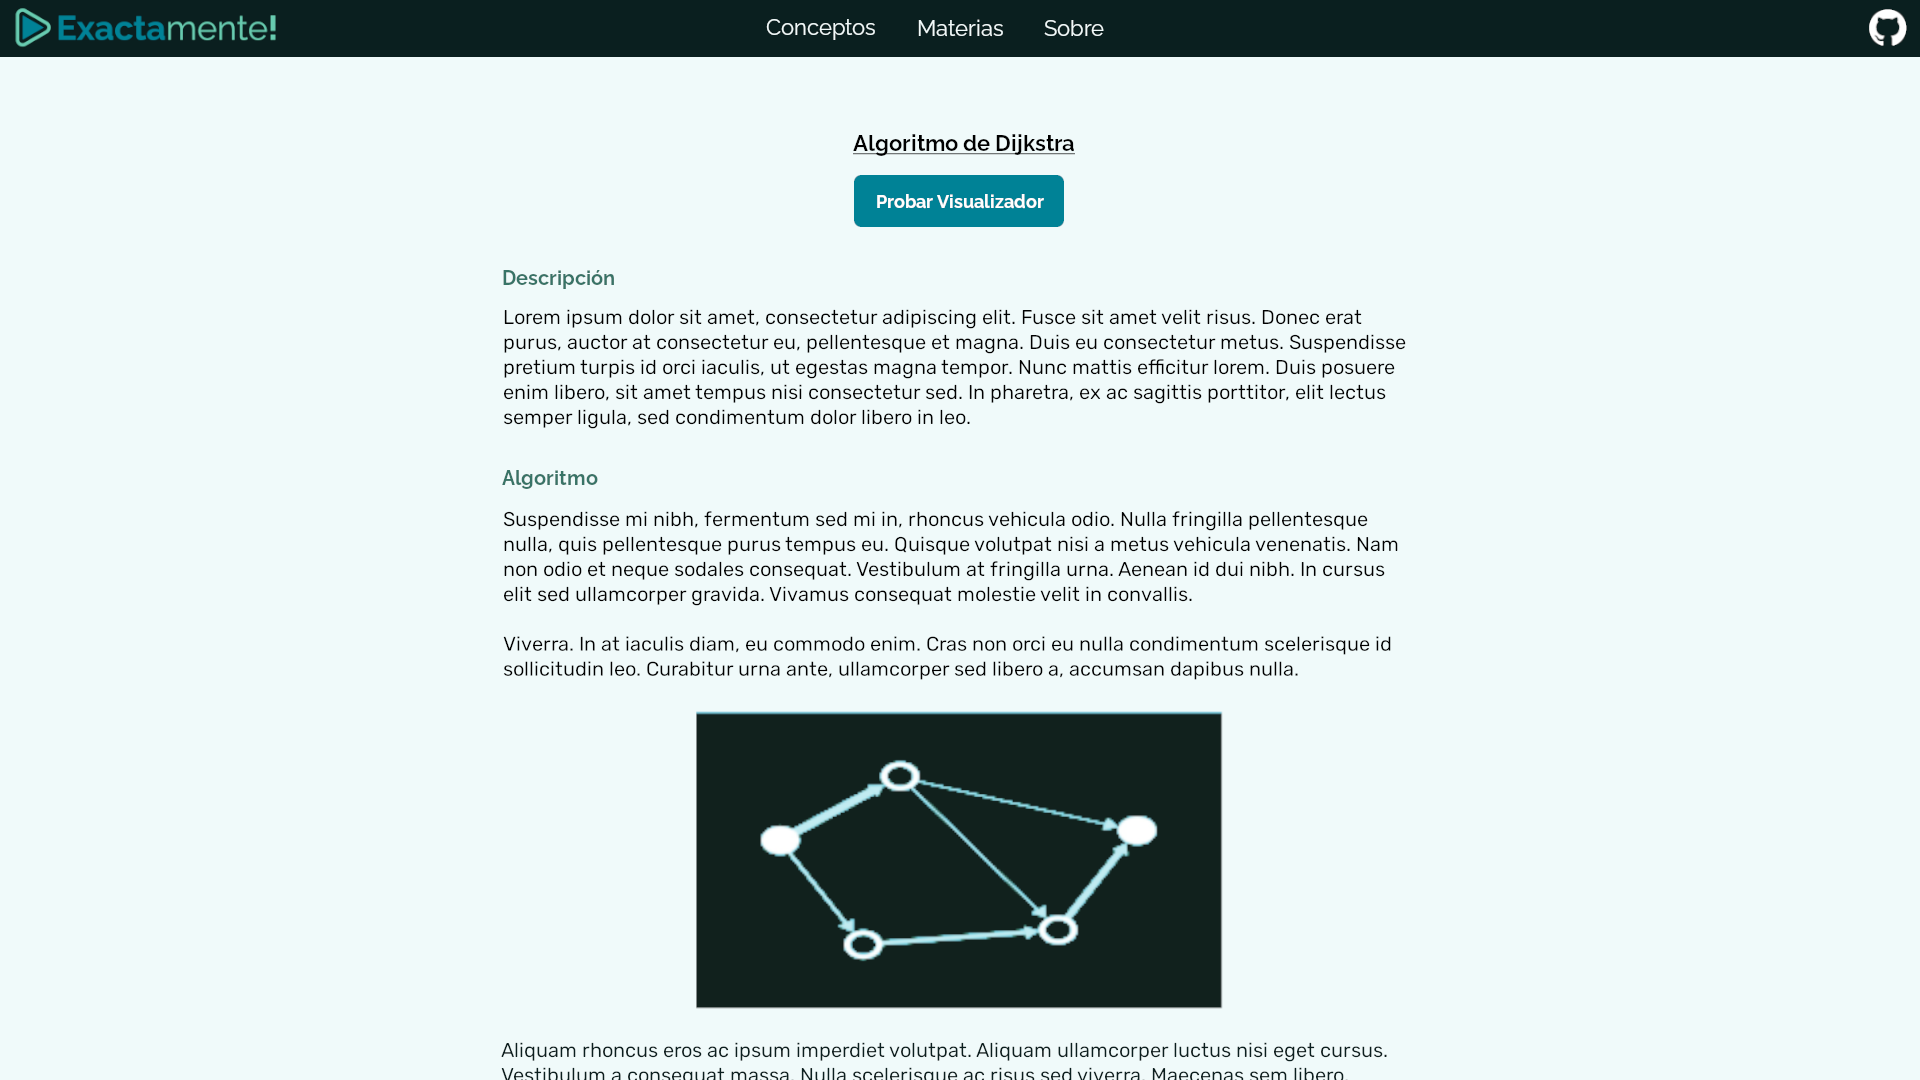 Exactamente!
Conceptos
Materias
Sobre
Algoritmo de Dijkstra
Probar Visualizador
Descripción
Lorem ipsum dolor sit amet, consectetur adipiscing elit. Fusce sit amet velit risus. Donec erat
purus, auctor at consectetur eu, pellentesque et magna. Duis eu consectetur metus. Suspendisse
pretium turpis id orci iaculis, ut egestas magna tempor. Nunc mattis efficitur lorem. Duis posuere
enim libero, sit amet tempus nisi consectetur sed. In pharetra, ex ac sagittis porttitor, elit lectus
semper ligula, sed condimentum dolor libero in leo.
Algoritmo
Suspendisse mi nibh, fermentum sed mi in, rhoncus vehicula odio. Nulla fringilla pellentesque
nulla, quis pellentesque purus tempus eu. Quisque volutpat nisi a metus vehicula venenatis. Nam
non odio et neque sodales consequat. Vestibulum at fringilla urna. Aenean id dui nibh. In cursus
elit sed ullamcorper gravida. Vivamus consequat molestie velit in convallis.
Viverra. In at iaculis diam, eu commodo enim. Cras non orci eu nulla condimentum scelerisque id
sollicitudin leo. Curabitur urna ante, ullamcorper sed libero a, accumsan dapibus nulla.
Aliquam rhoncus eros ac ipsum imperdiet volutpat. Aliquam ullamcorper luctus nisi eget cursus.
Vestibulum a consequat massa. Nulla scelerisque ac risus sed viverra. Maecenas sem libero,